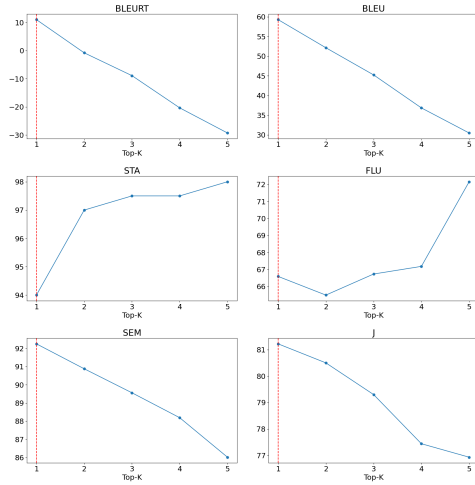 BLEURT
10
0
−10
−20
−30
1 2 3 4 5
Top-K
BLEU
60
55
50
45
40
35
30
1 2 3 4 5
Top-K
STA
98
97
96
95
94
1 2 3 4 5
Top-K
FLU
72
71
70
69
68
67
66
1 2 3 4 5
Top-K
SEM
92
91
90
89
88
87
86
1 2 3 4 5
Top-K
J
81
80
79
78
77
1 2 3 4 5
Top-K